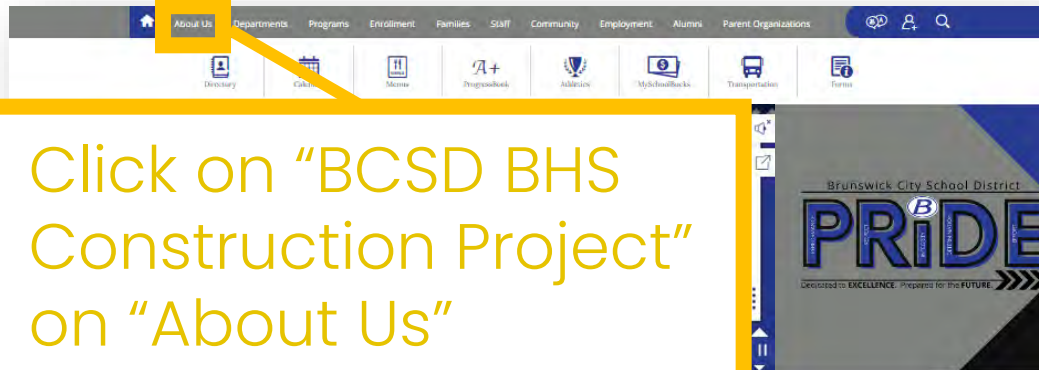 About Us Departments Programs Enrollment Families Staff Community Employment Alumni Parent Organizations
Directory Menus ProgressBook Athletics MySchoolBucks Transportation Forms
Click on “BCSD BHS
Construction Project”
on “About Us”
Brunswick City School District
B
PRiDE
Dedicated to EXCELLENCE. Prepared for the FUTURE.